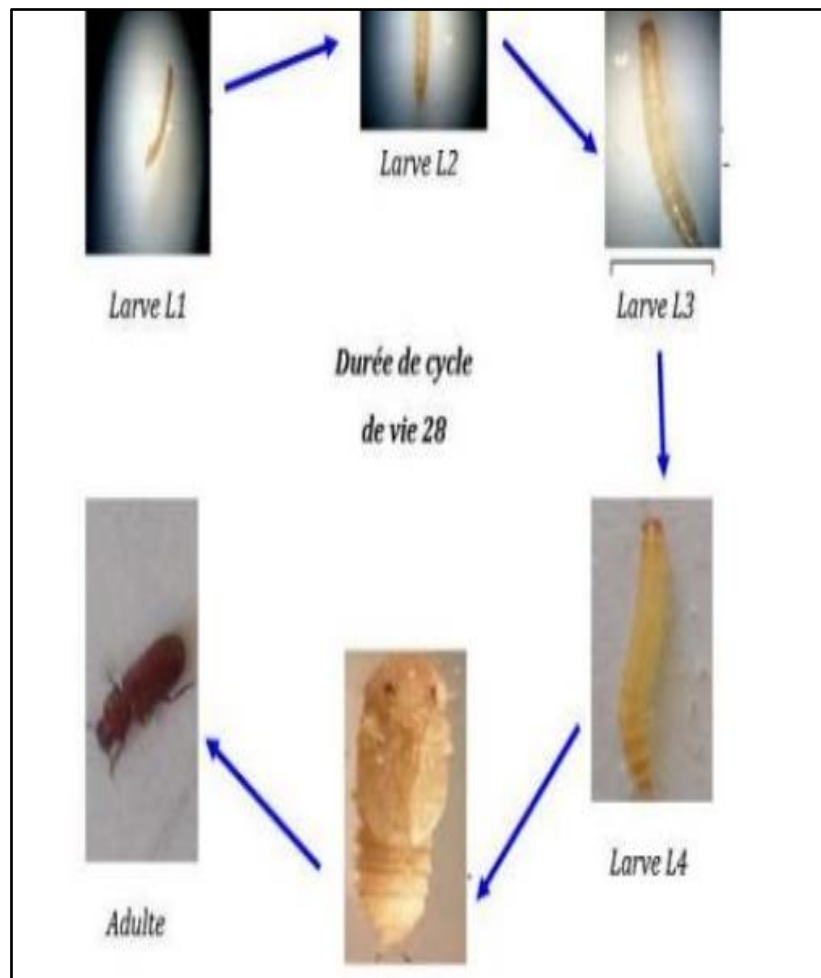 Larve L2
Larve L1
Larve L3
Durée de cycle
de vie 28
Larve L4
Adulte